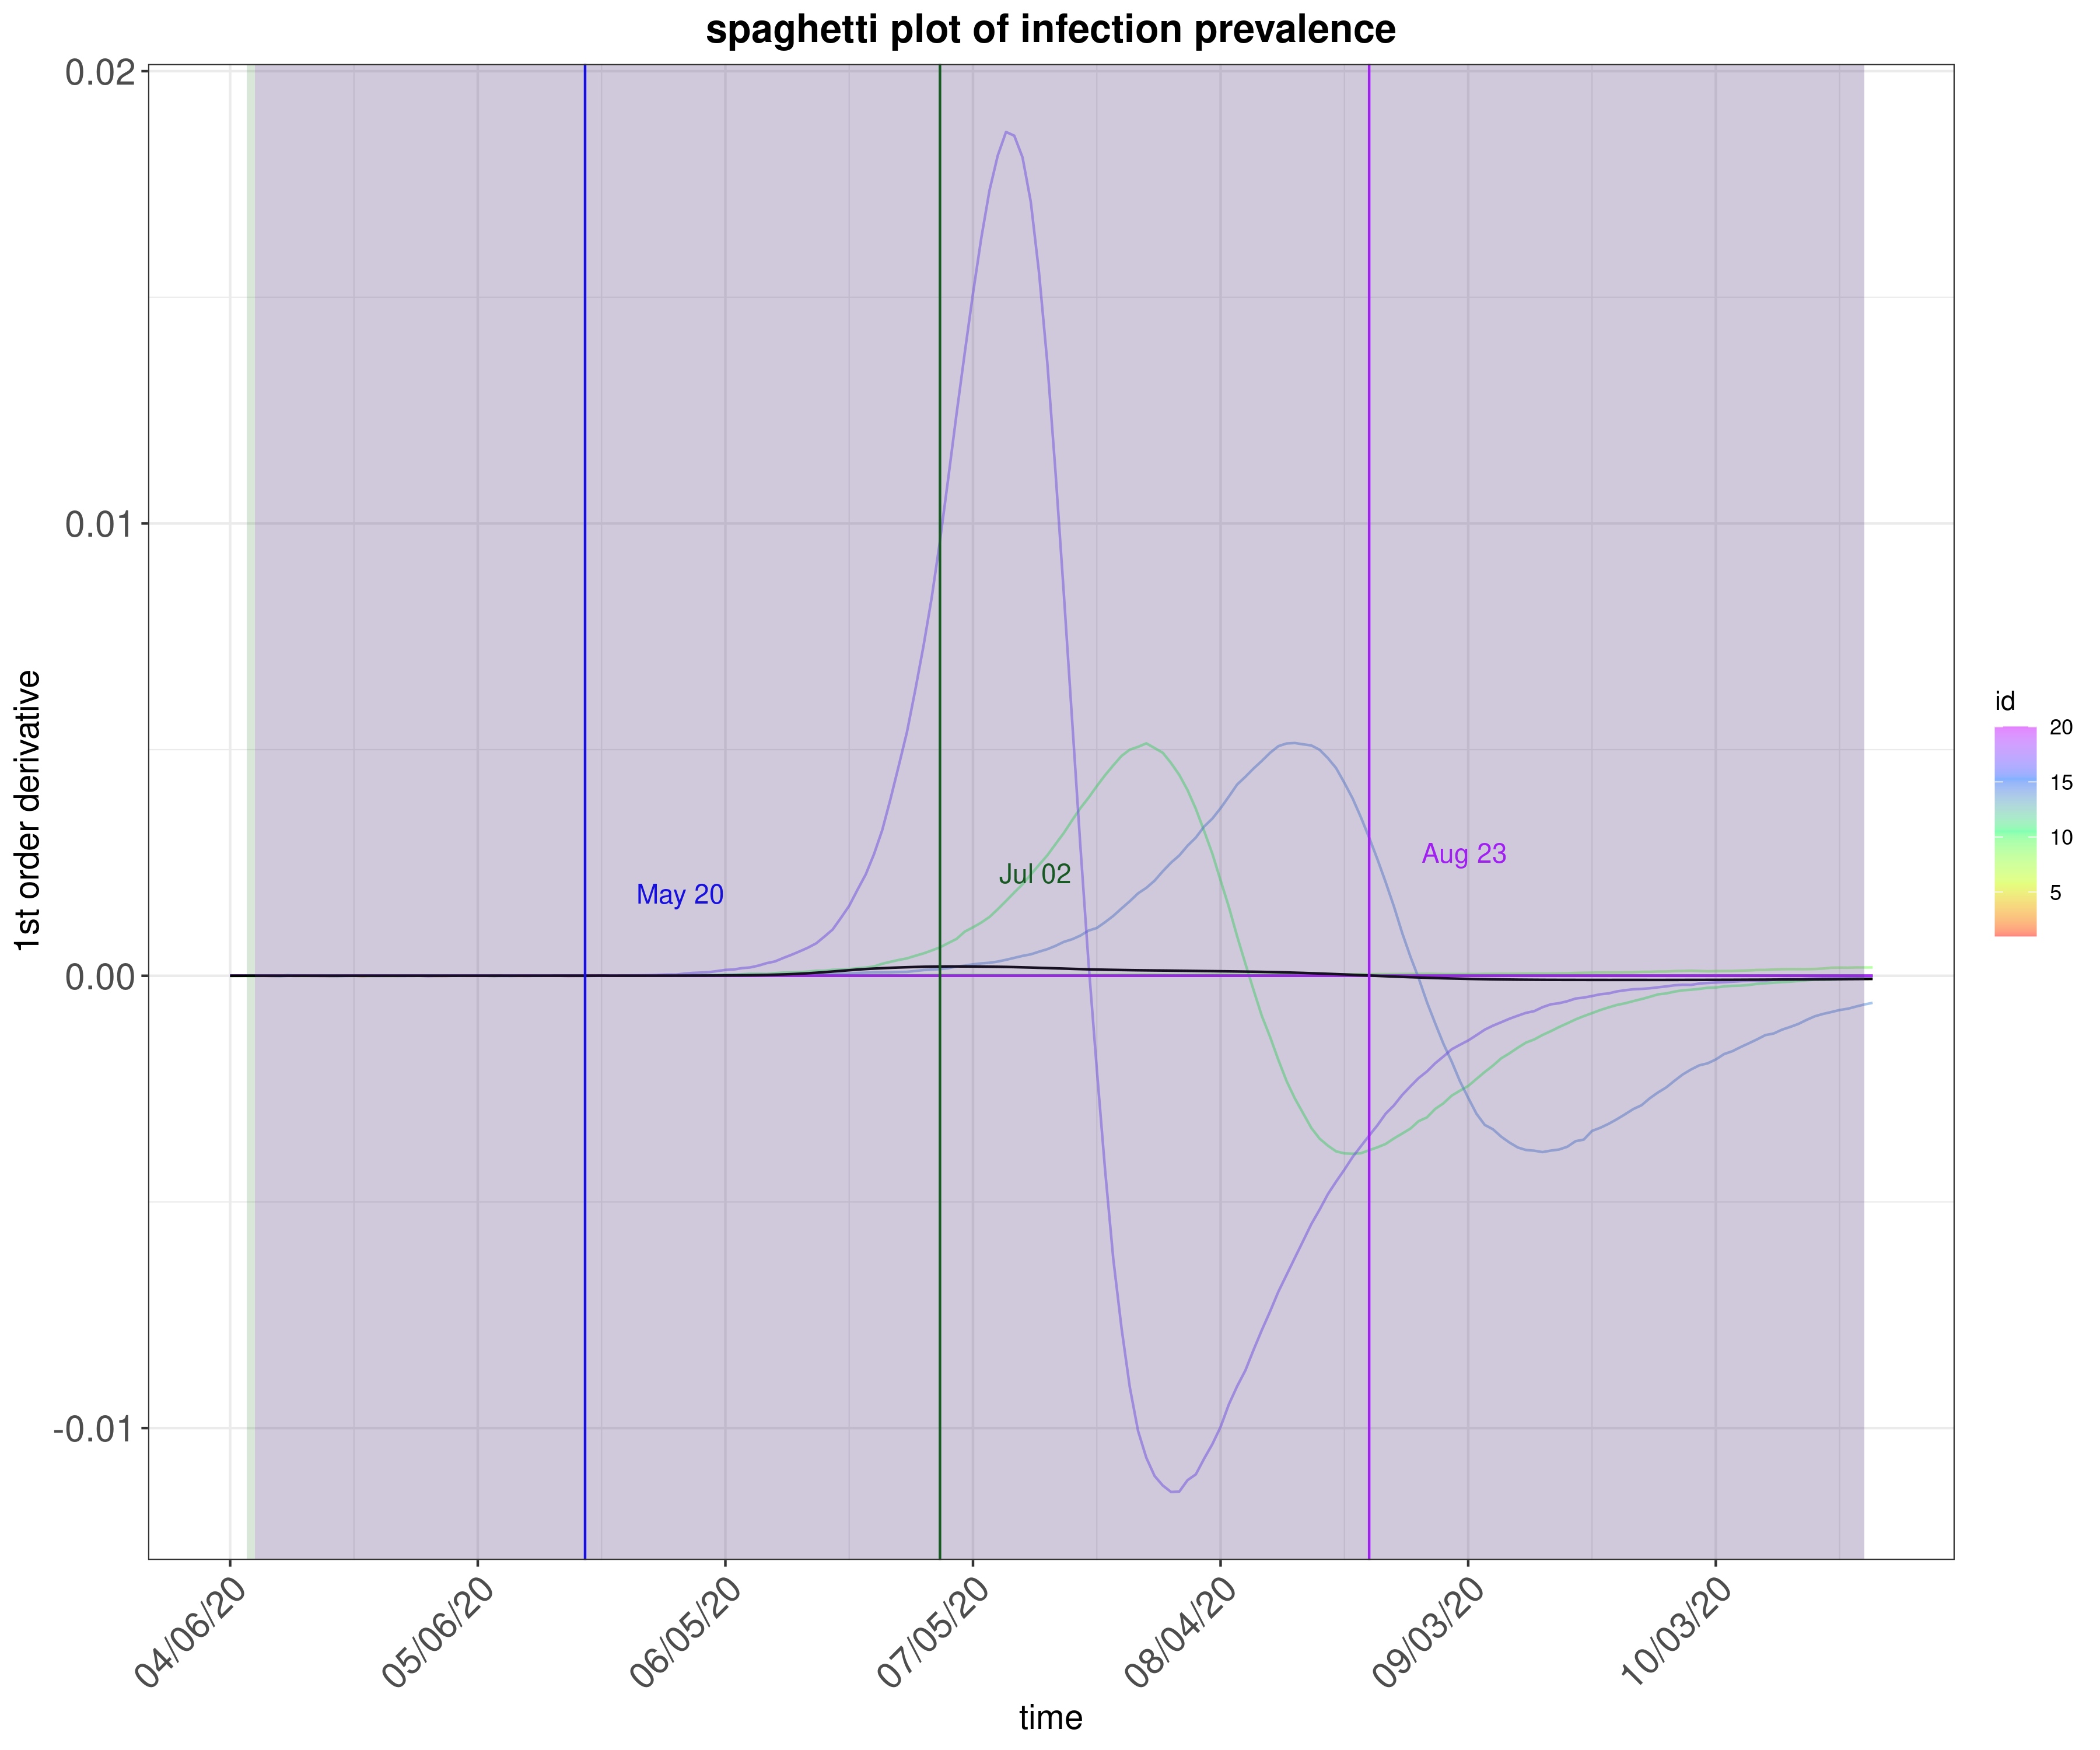 spaghetti plot of infection prevalence
0.02
0.01
0.00
-0.01
1st order derivative
May 20
Jul 02
Aug 23
id
20
15
10
5
04/06/20
05/06/20
06/05/20
07/05/20
08/04/20
09/03/20
10/03/20
time